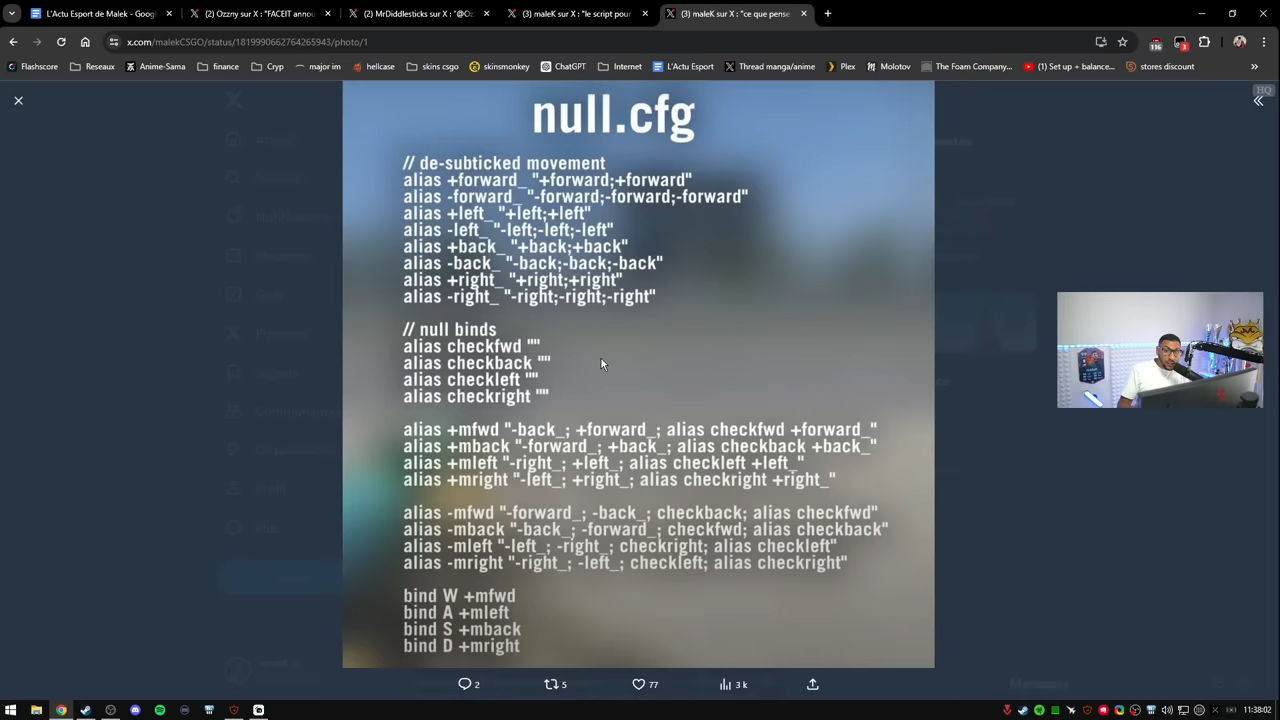 L'Actu Esport de Malek - Goog
(2) Ozzny sur X : "FACEIT annou
(2) MrDiddlesticks sur X : "@Oz
(3) maleK sur X : "le script pour
(3) maleK sur X : "ce que pense
x.com/malekCSGO/status/1819990662764265943/photo/1
116
3
Flashscore
Reseaux
Anime-Sama
finance
Cryp
major im
hellcase
skins csgo
skinsmonkey
ChatGPT
Internet
L'Actu Esport
Thread manga/anime
Plex
Molotov
The Foam Company...
(1) Set up + balance...
stores discount
HQ
null.cfg
// de-subticked movement
alias +forward_ "+forward;+forward"
alias -forward_ "-forward;-forward;-forward"
alias +left_ "+left;+left"
alias -left_ "-left;-left;-left"
alias +back_ "+back;+back"
alias -back_ "-back;-back;-back"
alias +right_ "+right;+right"
alias -right_ "-right;-right;-right"
// null binds
alias checkfwd ""
alias checkback ""
alias checkleft ""
alias checkright ""
alias +mfwd "-back_; +forward_; alias checkfwd +forward_"
alias +mback "-forward_; +back_; alias checkback +back_"
alias +mleft "-right_; +left_; alias checkleft +left_"
alias +mright "-left_; +right_; alias checkright +right_"
alias -mfwd "-forward_; -back_; checkback; alias checkfwd"
alias -mback "-back_; -forward_; checkfwd; alias checkback"
alias -mleft "-left_; -right_; checkright; alias checkleft"
alias -mright "-right_; -left_; checkleft; alias checkright"
bind W +mfwd
bind A +mleft
bind S +mback
bind D +mright
2
5
77
3 k
11:38:02